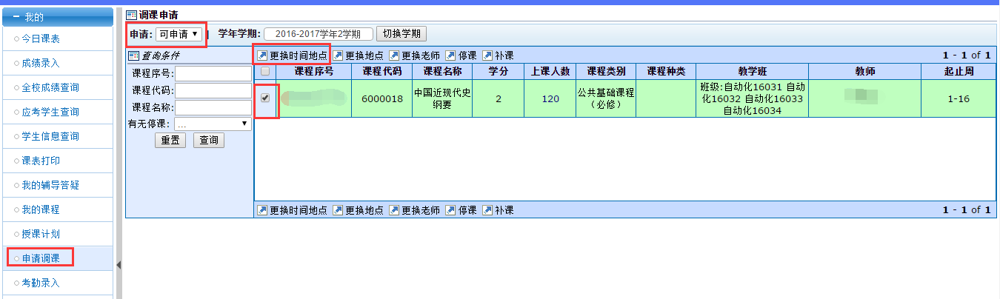 我的
今日课表
成绩录入
全校成绩查询
应考学生查询
学生信息查询
课表打印
我的辅导答疑
我的课程
授课计划
申请调课
考勤录入
调课申请
申请: 可申请 | 学年学期: 2016-2017学年2学期 切换学期
查询条件
课程序号:
课程代码:
课程名称:
有无停课: ...
重置 查询
更换时间地点 更换地点 更换老师 停课 补课 1 - 1 of 1
课程序号 课程代码 课程名称 学分 上课人数 课程类别 课程种类 教学班 教师 起止周
6000018 中国近现代史纲要 2 120 公共基础课程（必修） 班级:自动化16031 自动化16032 自动化16033 自动化16034 1-16
更换时间地点 更换地点 更换老师 停课 补课 1 - 1 of 1